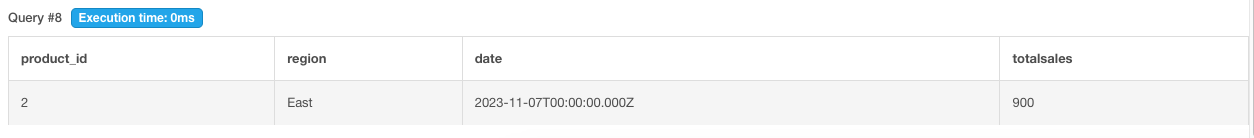 Query #8 Execution time: 0ms
product_id region date totalsales
2 East 2023-11-07T00:00:00.000Z 900